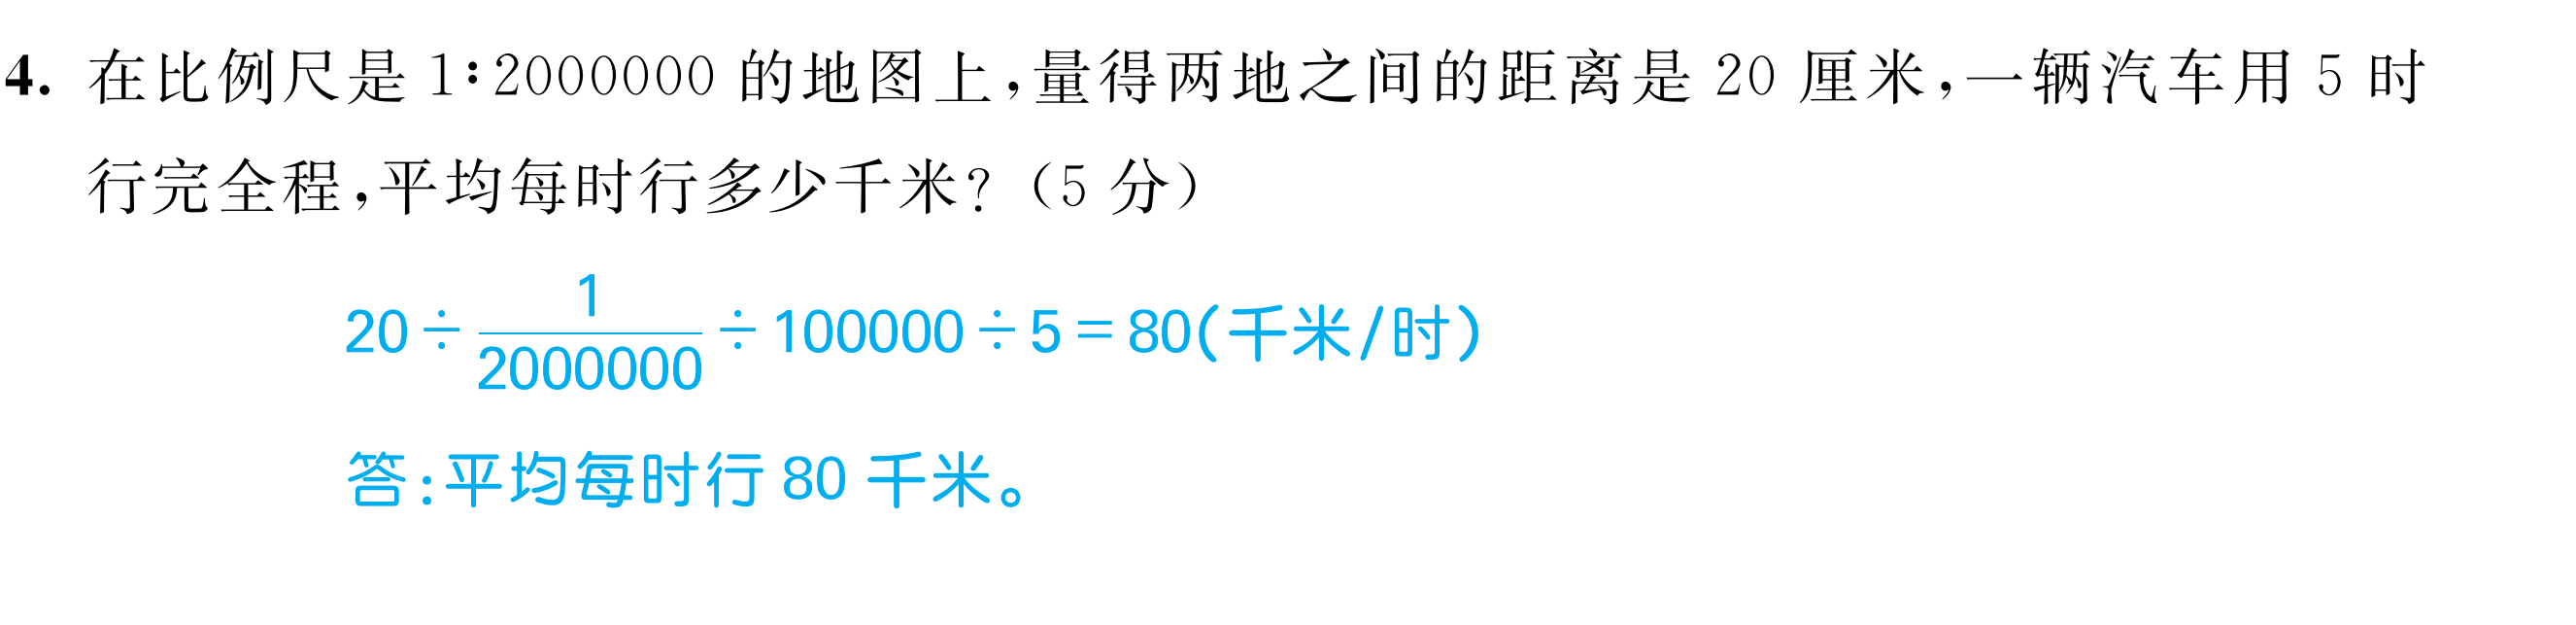 4. 在比例尺是 1∶2000000 的地图上,量得两地之间的距离是 20 厘米,一辆汽车用 5 时
行完全程,平均每时行多少千米?(5 分)
20÷1/2000000÷100000÷5=80(千米/时)
答:平均每时行 80 千米。